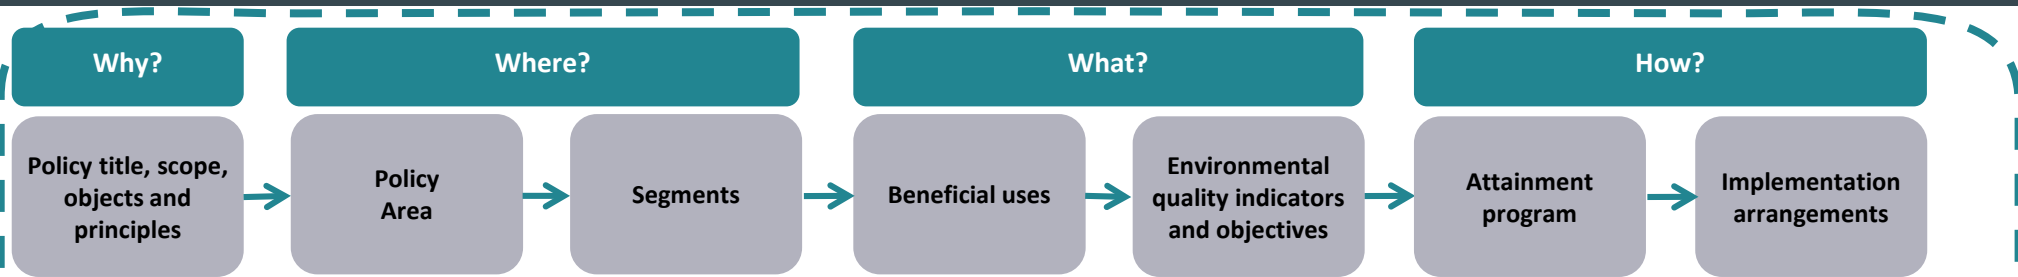 Why?
Where?
What?
How?
Policy title, scope,
objects and
principles
Policy
Area
Segments
Beneficial uses
Environmental
quality indicators
and objectives
Attainment
program
Implementation
arrangements